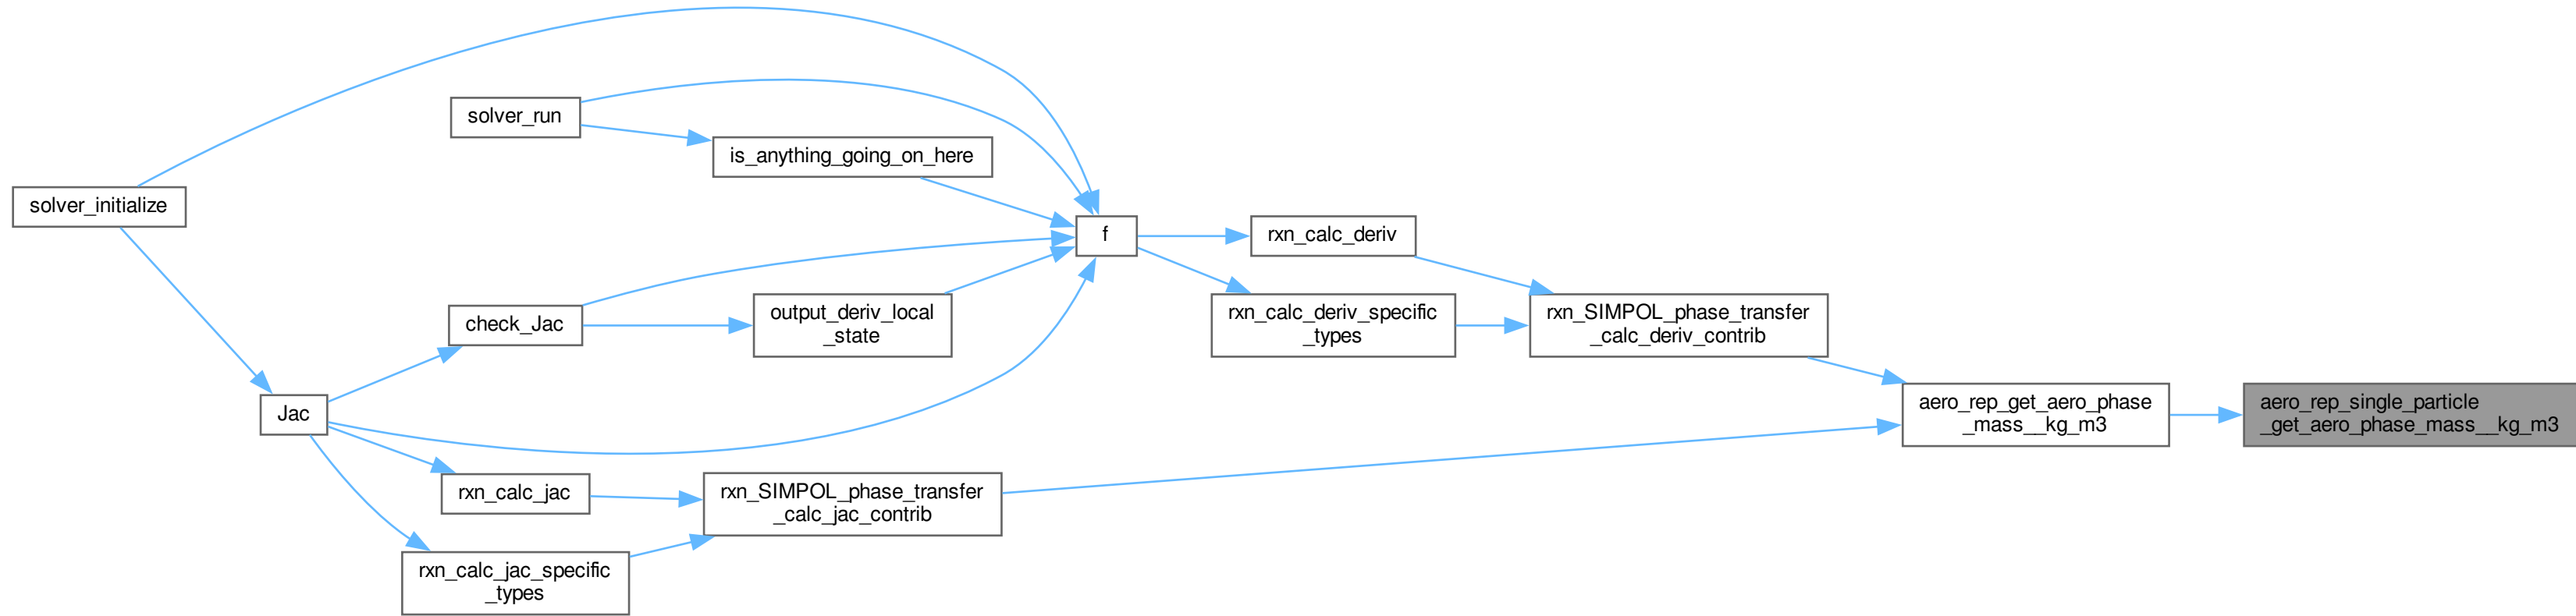 solver_run
is_anything_going_on_here
solver_initialize
f
rxn_calc_deriv
check_Jac
output_deriv_local
_state
rxn_calc_deriv_specific
_types
rxn_SIMPOL_phase_transfer
_calc_deriv_contrib
Jac
aero_rep_get_aero_phase
_mass__kg_m3
aero_rep_single_particle
_get_aero_phase_mass__kg_m3
rxn_calc_jac
rxn_SIMPOL_phase_transfer
_calc_jac_contrib
rxn_calc_jac_specific
_types